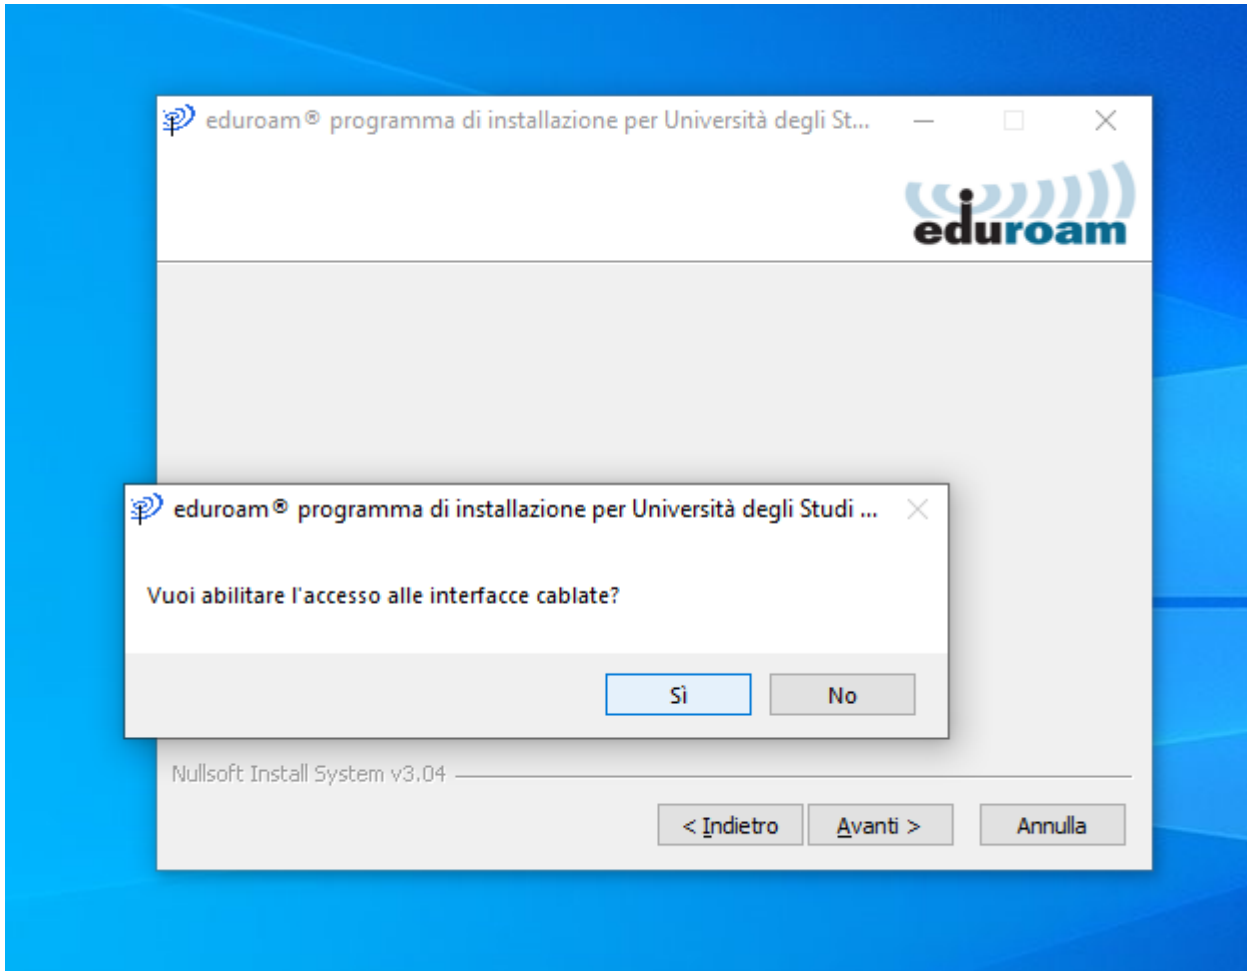 eduroam® programma di installazione per Università degli St...
eduroam
eduroam® programma di installazione per Università degli Studi ...
Vuoi abilitare l'accesso alle interfacce cablate?
Sì No
Nullsoft Install System v3.04
< Indietro Avanti > Annulla